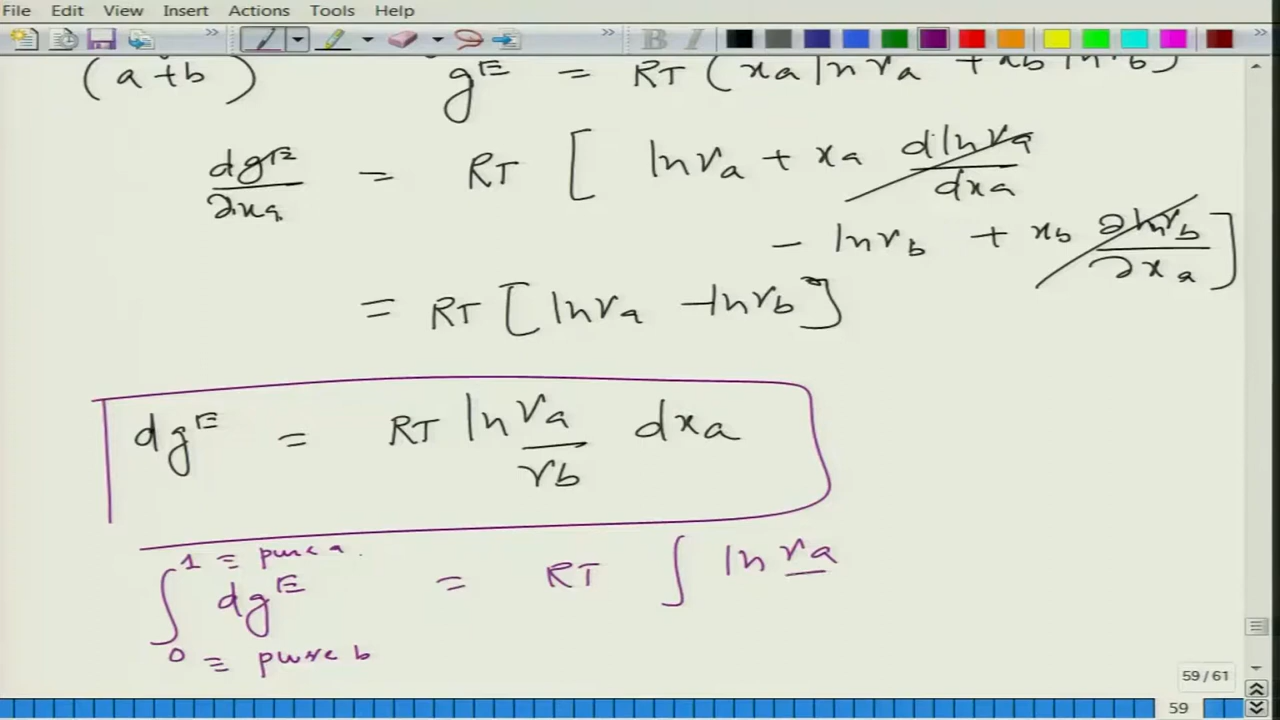 File Edit View Insert Actions Tools Help
(a+b) g^E = RT (xa ln γa + xb ln γb)
dg^E/∂xa = RT [ ln γa + xa d ln γa/dxa
− ln γb + xb ∂ ln γb/∂xa ]
= RT [ ln γa − ln γb ]
dg^E = RT ln γa/γb dxa
1 ≡ pure a.
∫ dg^E = RT ∫ ln γa
0 ≡ pure b
59/61
59